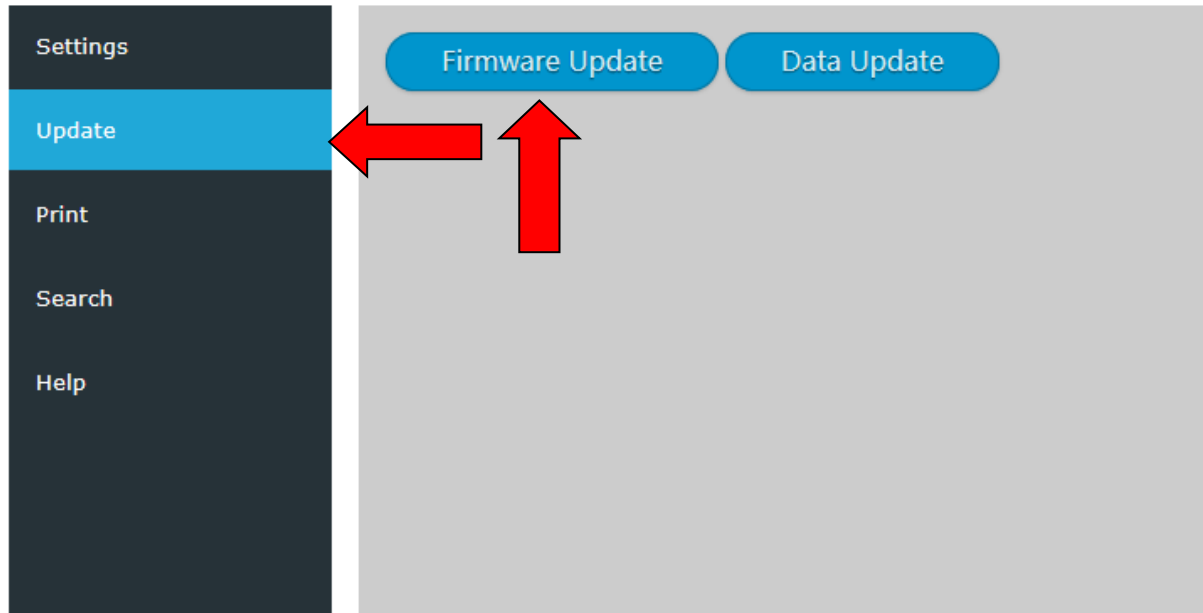 Settings
Update
Print
Search
Help
Firmware Update
Data Update